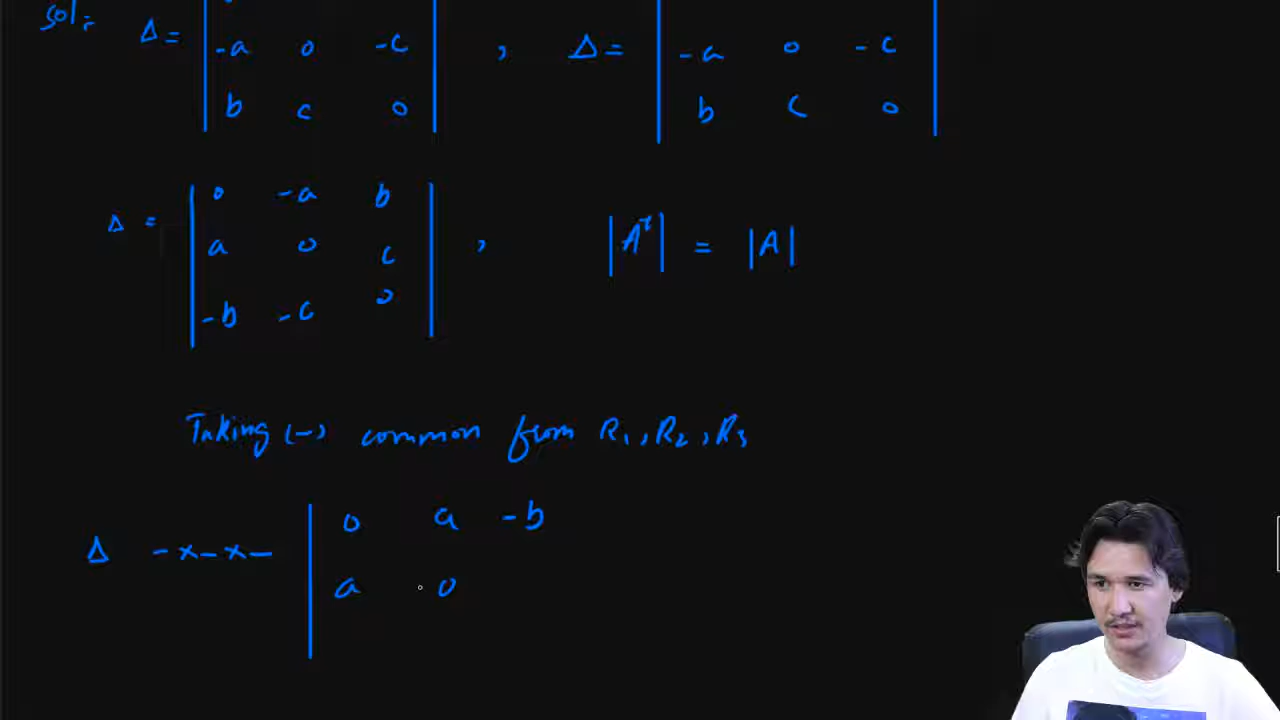 sol:
Δ = | -a 0 -c | , Δ = | -a 0 -c |
| b c 0 | | b c 0 |
| 0 -a b |
Δ = | a 0 c | , |Aᵗ| = |A|
| -b -c 0 |
Taking (-) common from R₁, R₂, R₃
| 0 a -b
Δ -x-x- | a 0